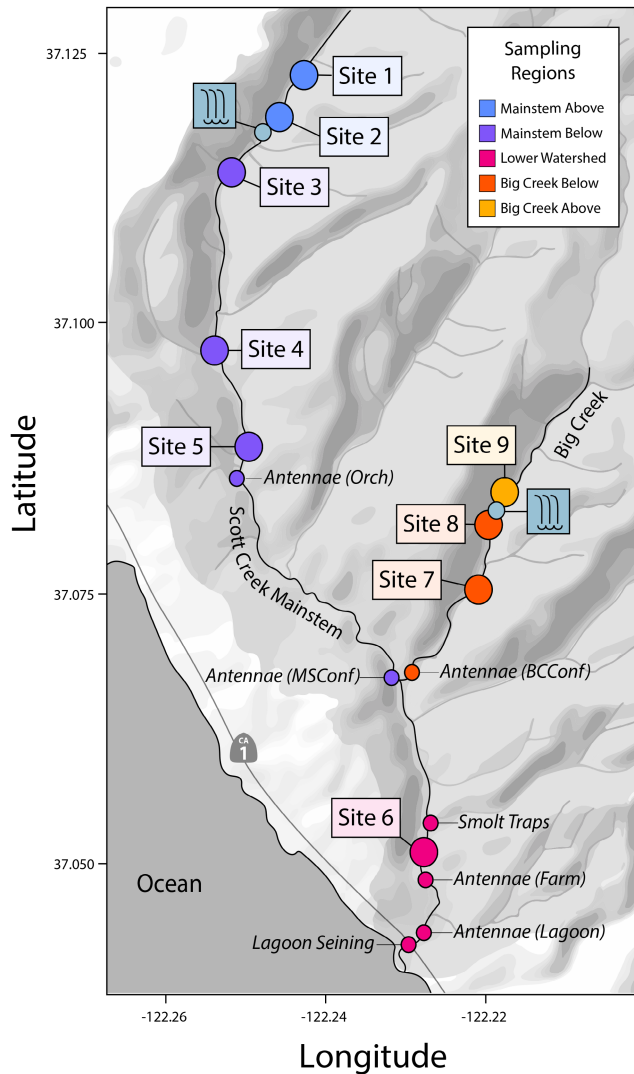 37.125
37.100
37.075
37.050
Latitude
Sampling
Regions
Mainstem Above
Mainstem Below
Lower Watershed
Big Creek Below
Big Creek Above
Site 1
Site 2
Site 3
Site 4
Site 5
Antennae (Orch)
Scott Creek Mainstem
Big Creek
Site 9
Site 8
Site 7
Antennae (MSConf)
Antennae (BCConf)
CA
1
Site 6
Smolt Traps
Antennae (Farm)
Ocean
Antennae (Lagoon)
Lagoon Seining
-122.26
-122.24
-122.22
Longitude